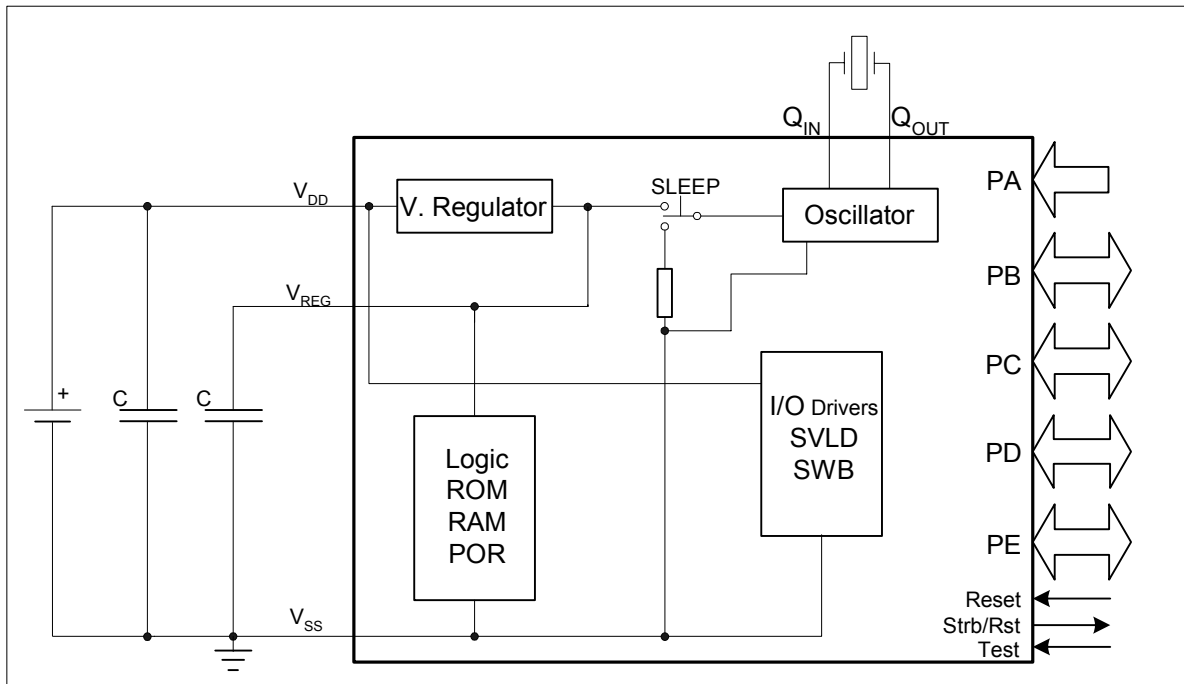 Q_IN
Q_OUT
V_DD
V. Regulator
SLEEP
Oscillator
PA
PB
V_REG
PC
+
C
C
Logic
ROM
RAM
POR
I/O Drivers
SVLD
SWB
PD
PE
V_SS
Reset
Strb/Rst
Test